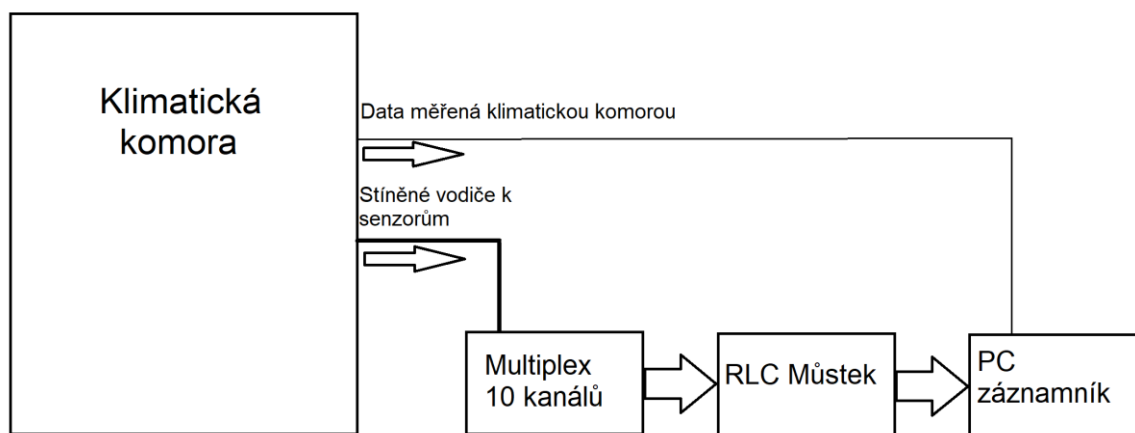 Klimatická
komora
Data měřená klimatickou komorou
Stíněné vodiče k
senzorům
Multiplex
10 kanálů
RLC Můstek
PC
záznamník